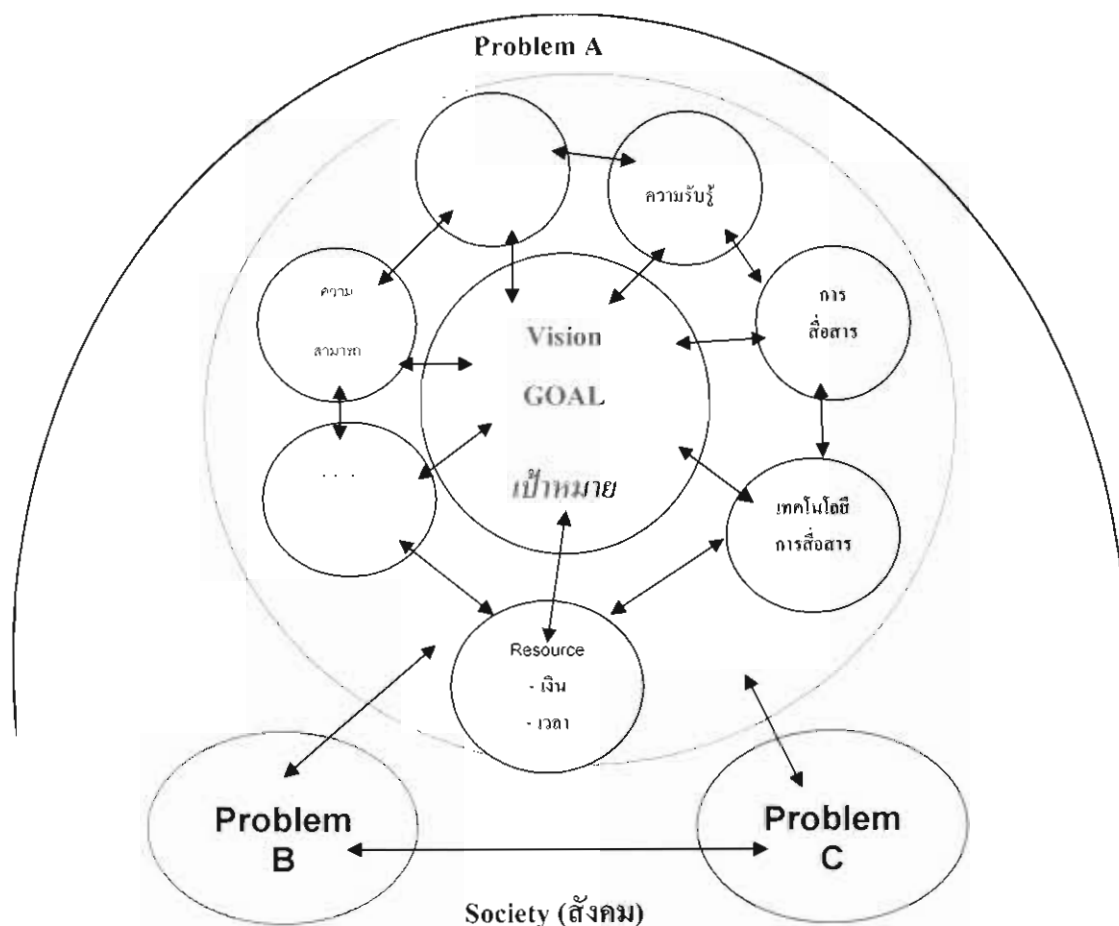 Problem A
ความรับรู้
ความ
สามารถ
การ
สื่อสาร
Vision
GOAL
เป้าหมาย
. . .
เทคโนโลยี
การสื่อสาร
Resource
- เงิน
- เวลา
Problem
B
Problem
C
Society (สังคม)